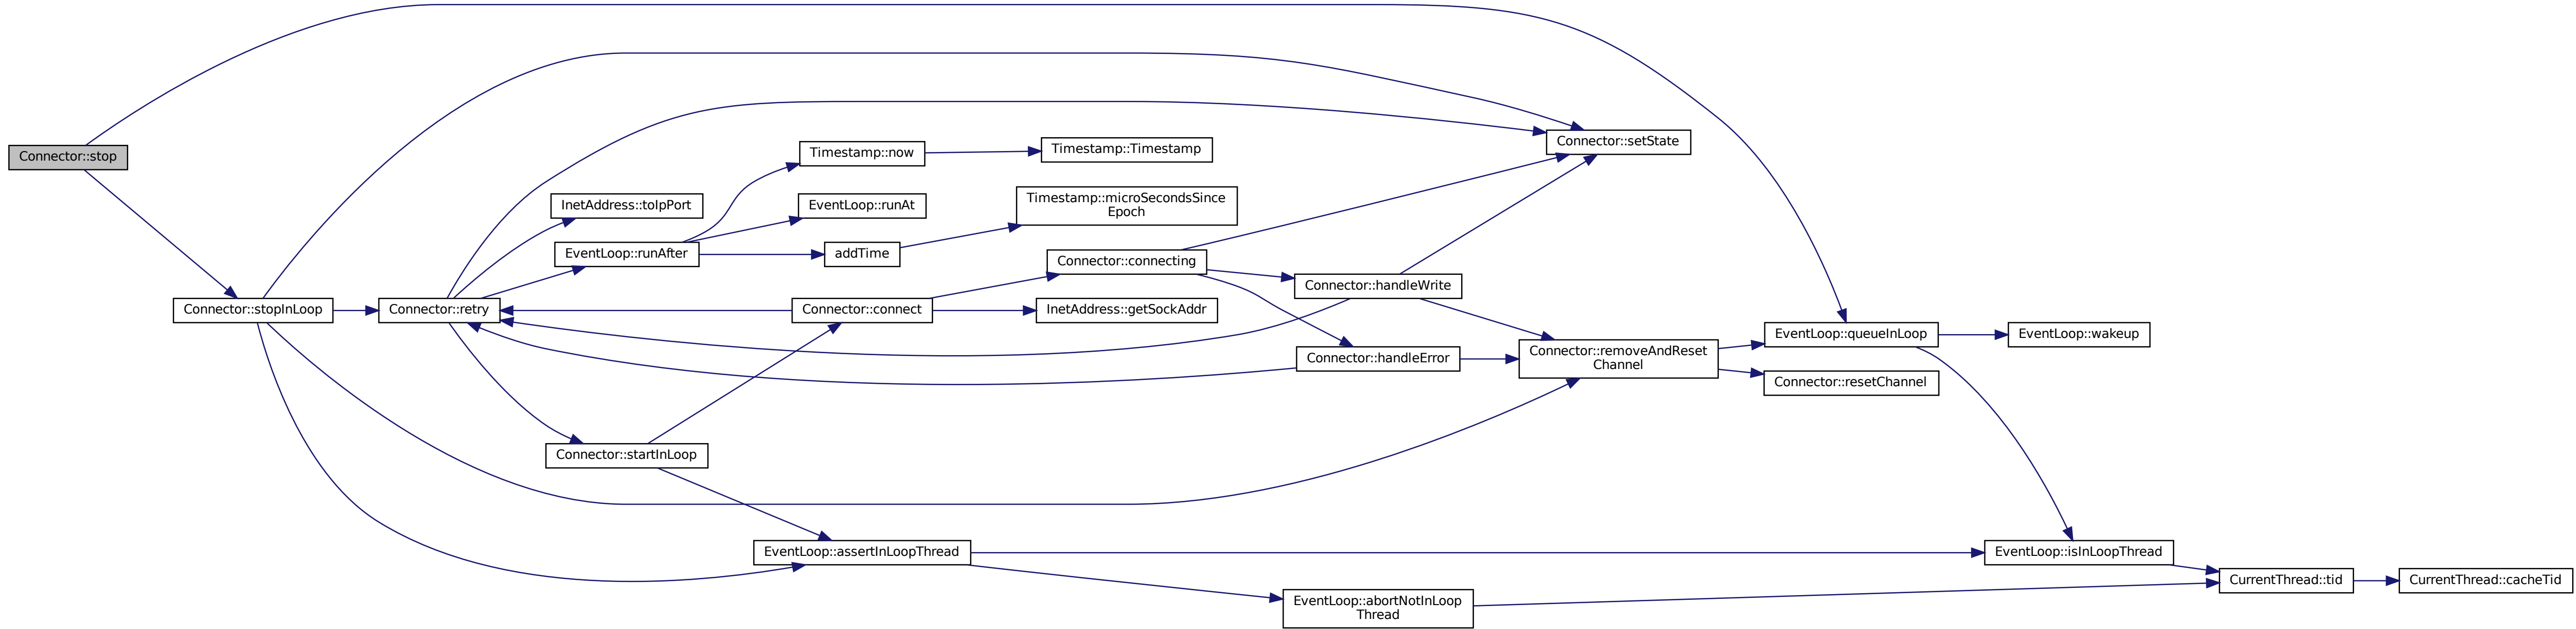 Connector::stop
Connector::stopInLoop
Connector::retry
InetAddress::toIpPort
EventLoop::runAfter
Connector::startInLoop
Timestamp::now
EventLoop::runAt
addTime
Connector::connect
EventLoop::assertInLoopThread
Timestamp::Timestamp
Timestamp::microSecondsSince
Epoch
Connector::connecting
InetAddress::getSockAddr
Connector::handleWrite
Connector::handleError
EventLoop::abortNotInLoop
Thread
Connector::setState
Connector::removeAndReset
Channel
EventLoop::queueInLoop
Connector::resetChannel
EventLoop::wakeup
EventLoop::isInLoopThread
CurrentThread::tid
CurrentThread::cacheTid